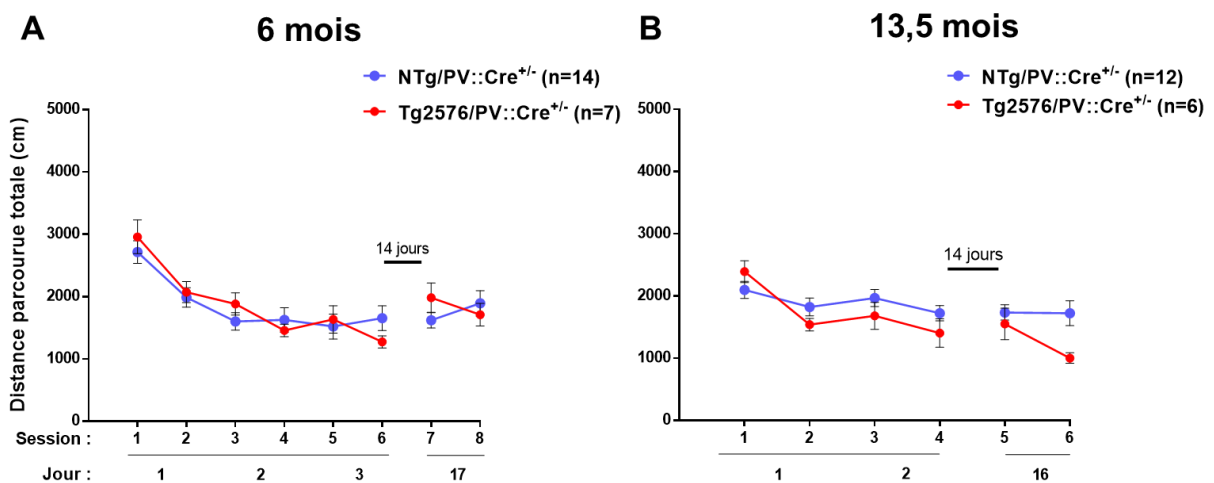 A
6 mois
NTg/PV::Cre+/- (n=14)
Tg2576/PV::Cre+/- (n=7)
Distance parcourue totale (cm)
5000
4000
3000
2000
1000
0
14 jours
Session :
1 2 3 4 5 6 7 8
Jour :
1 2 3 17
B
13,5 mois
NTg/PV::Cre+/- (n=12)
Tg2576/PV::Cre+/- (n=6)
5000
4000
3000
2000
1000
0
14 jours
1 2 3 4 5 6
1 2 16